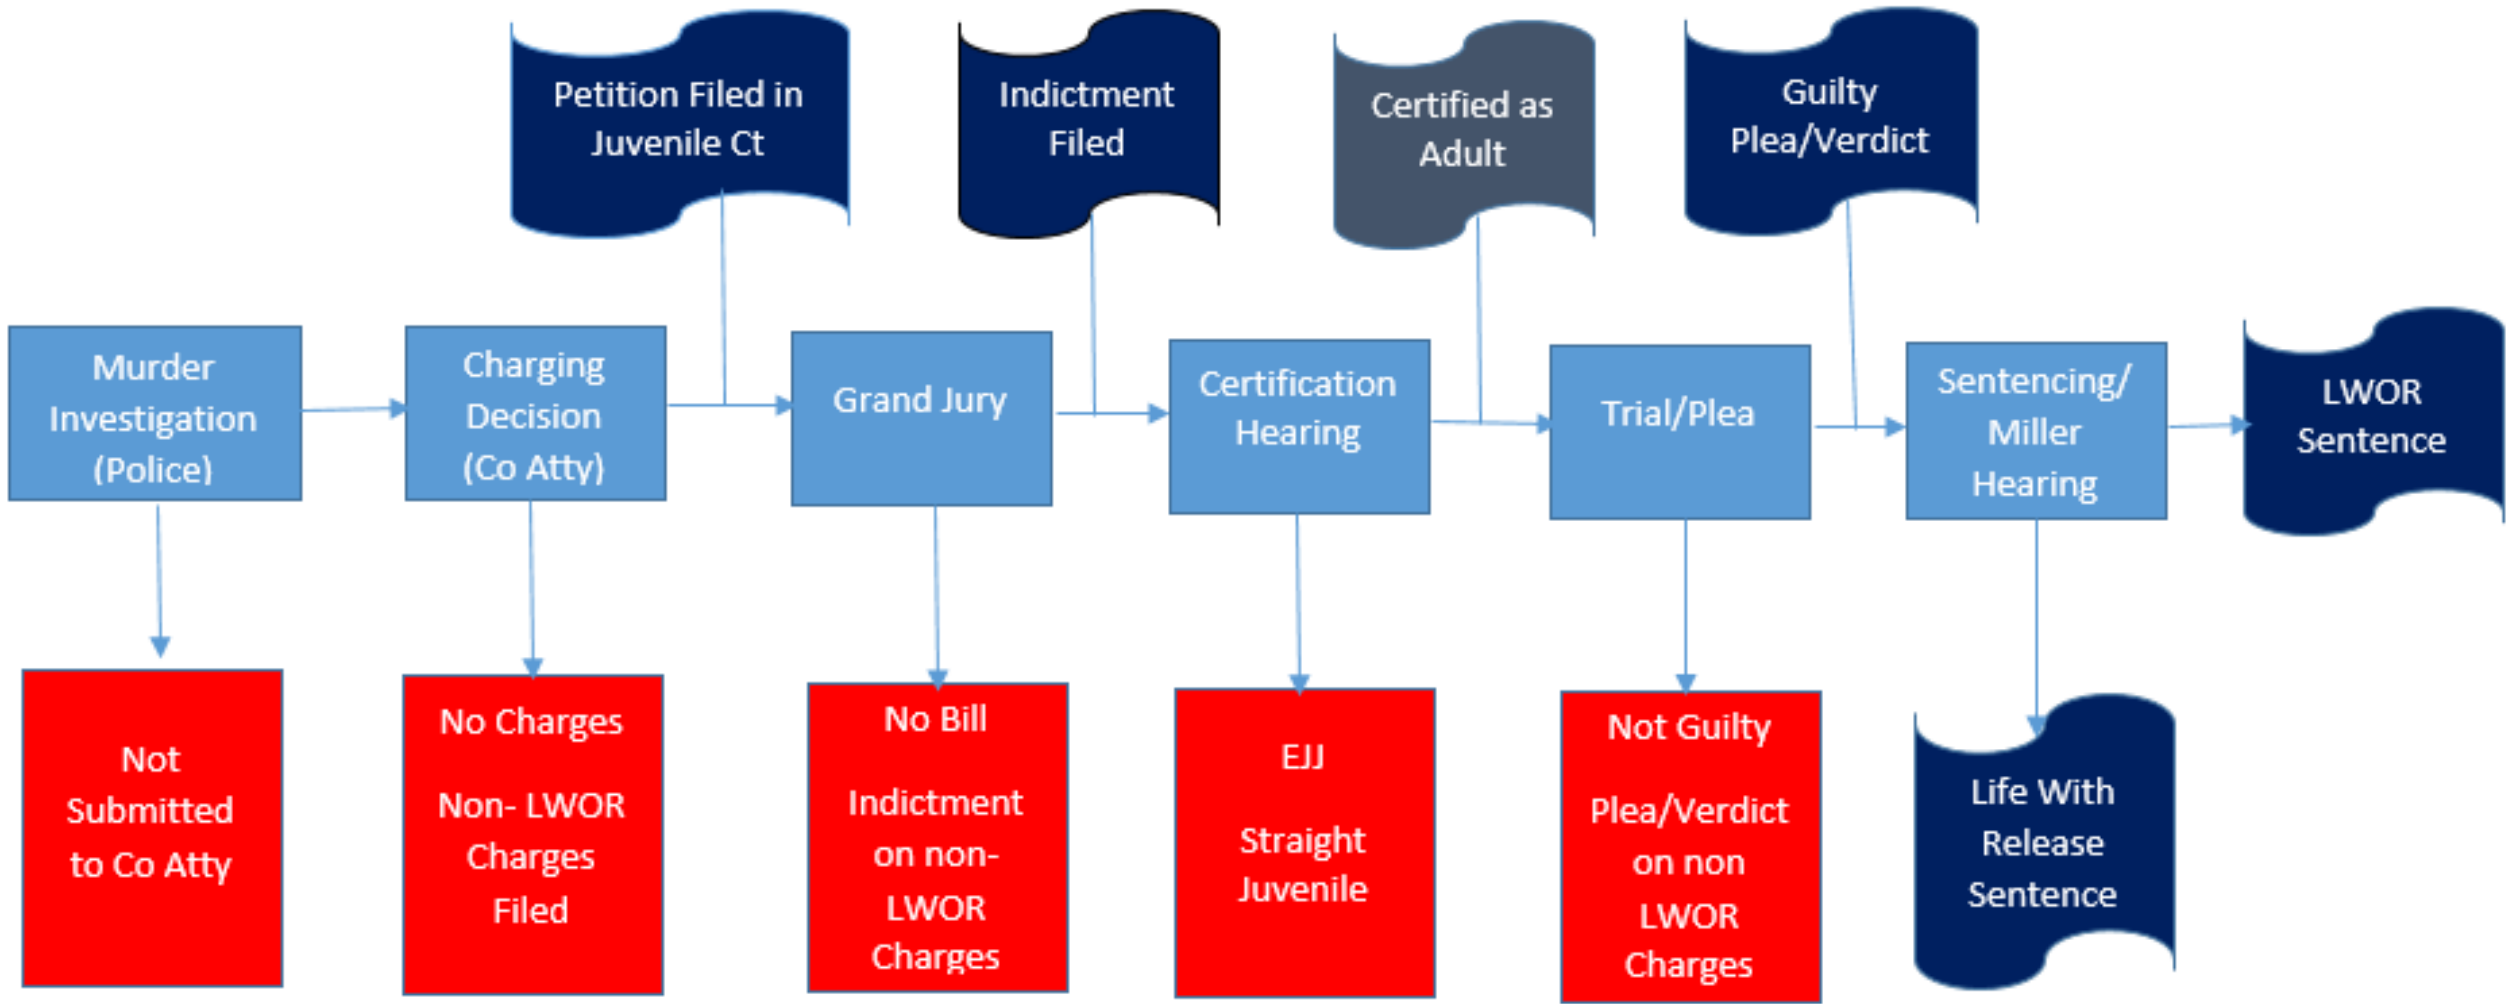 Petition Filed in
Juvenile Ct
Indictment
Filed
Certified as
Adult
Guilty
Plea/Verdict
Murder
Investigation
(Police)
Charging
Decision
(Co Atty)
Grand Jury
Certification
Hearing
Trial/Plea
Sentencing/
Miller
Hearing
LWOR
Sentence
Not
Submitted
to Co Atty
No Charges
Non- LWOR
Charges
Filed
No Bill
Indictment
on non-
LWOR
Charges
EJJ
Straight
Juvenile
Not Guilty
Plea/Verdict
on non
LWOR
Charges
Life With
Release
Sentence